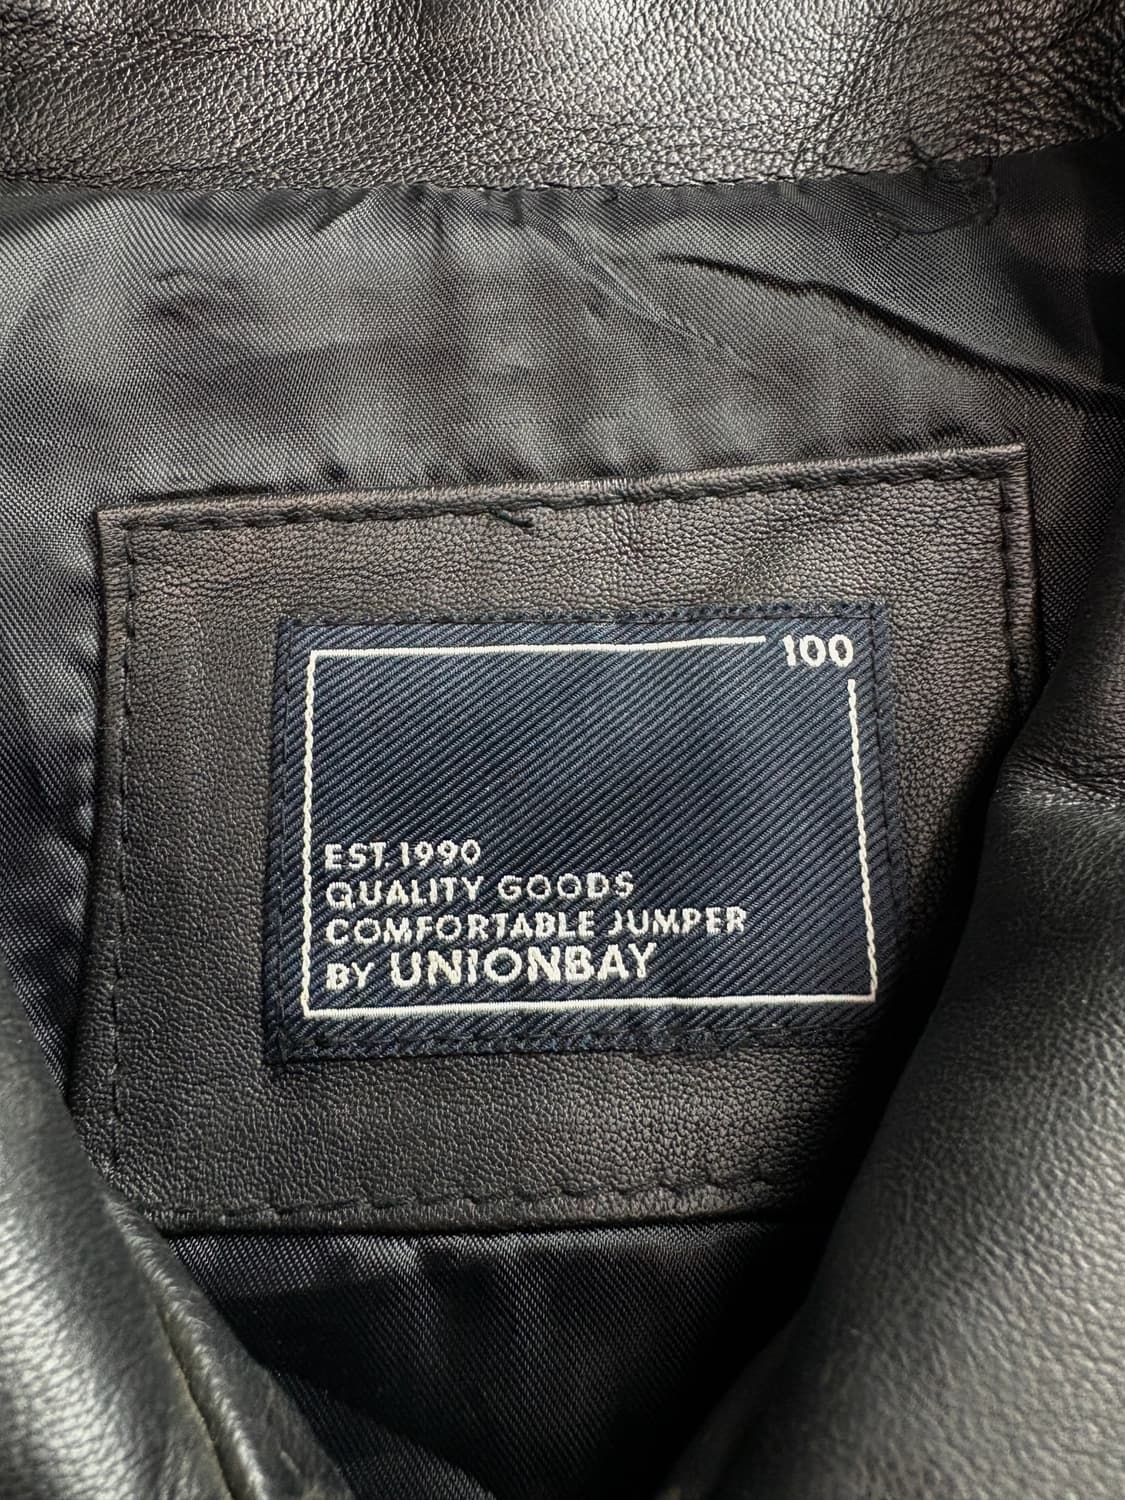 100
EST.1990
QUALITY GOODS
COMFORTABLE JUMPER
BY UNIONBAY